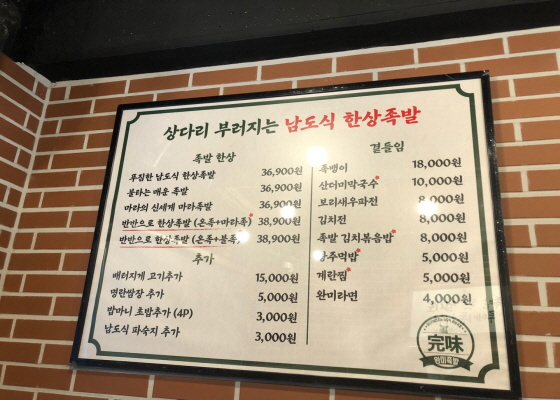 상다리 부러지는 남도식 한상족발
족발 한상
푸짐한 남도식 한상족발 36,900원
불타는 매운 족발 36,900원
마라의 신세계 마라족발 36,900원
반반으로 한상족발 (온족+마라족) 38,900원
반반으로 한상족발 (온족+불족) 38,900원
추가
배터지게 고기추가 15,000원
명란쌈장 추가 5,000원
밥마니 초밥추가 (4P) 3,000원
남도식 파숙지 추가 3,000원
곁들임
쪽뱅이 18,000원
산더미막국수 10,000원
보리새우파전 8,000원
김치전 8,000원
족발 김치볶음밥 8,000원
5,000원
계란찜 5,000원
완미라면 4,000원
完味
완미족발